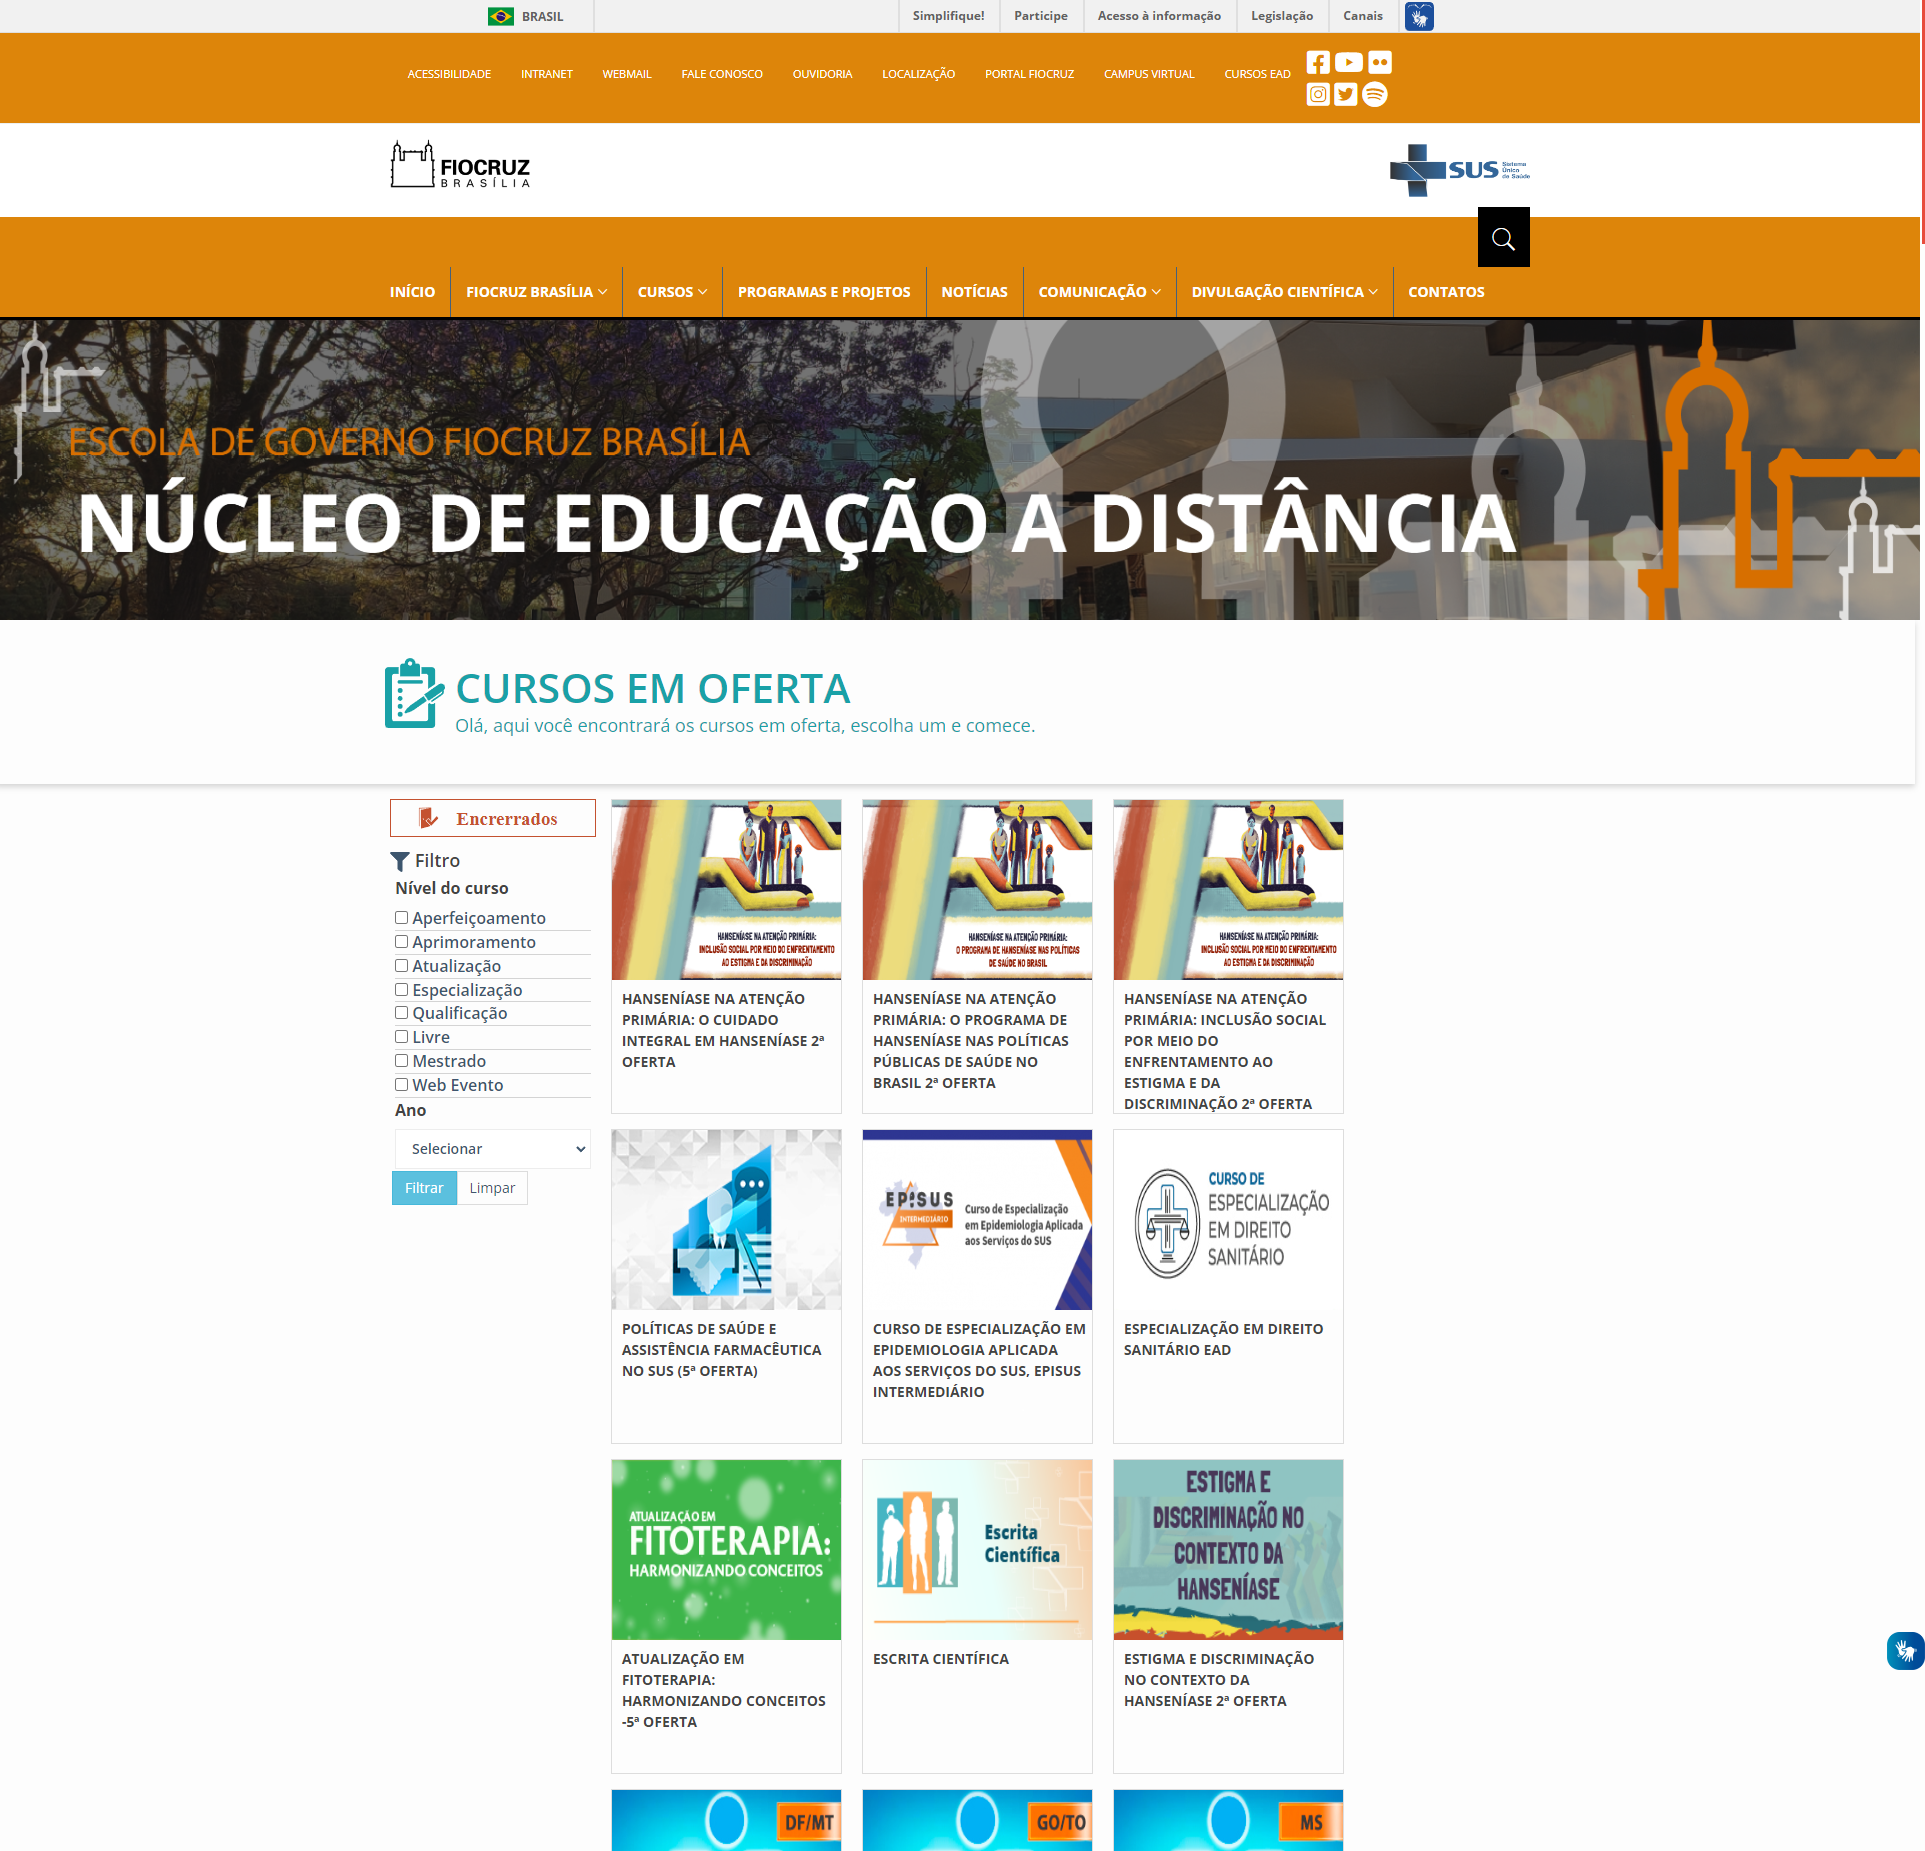 BRASIL
Simplifique!
Participe
Acesso à informação
Legislação
Canais
ACESSIBILIDADE
INTRANET
WEBMAIL
FALE CONOSCO
OUVIDORIA
LOCALIZAÇÃO
PORTAL FIOCRUZ
CAMPUS VIRTUAL
CURSOS EAD
FIOCRUZ
BRASÍLIA
SUS
Sistema
Único
de Saúde
INÍCIO
FIOCRUZ BRASÍLIA
CURSOS
PROGRAMAS E PROJETOS
NOTÍCIAS
COMUNICAÇÃO
DIVULGAÇÃO CIENTÍFICA
CONTATOS
ESCOLA DE GOVERNO FIOCRUZ BRASÍLIA
NÚCLEO DE EDUCAÇÃO A DISTÂNCIA
CURSOS EM OFERTA
Olá, aqui você encontrará os cursos em oferta, escolha um e comece.
Encrerrados
Filtro
Nível do curso
Aperfeiçoamento
Aprimoramento
Atualização
Especialização
Qualificação
Livre
Mestrado
Web Evento
Ano
Selecionar
Filtrar
Limpar
HANSENÍASE NA ATENÇÃO PRIMÁRIA:
INCLUSÃO SOCIAL POR MEIO DO ENFRENTAMENTO
AO ESTIGMA E DA DISCRIMINAÇÃO
HANSENÍASE NA ATENÇÃO
PRIMÁRIA: O CUIDADO
INTEGRAL EM HANSENÍASE 2ª
OFERTA
HANSENÍASE NA ATENÇÃO PRIMÁRIA:
O PROGRAMA DE HANSENÍASE NAS POLÍTICAS
DE SAÚDE NO BRASIL
HANSENÍASE NA ATENÇÃO
PRIMÁRIA: O PROGRAMA DE
HANSENÍASE NAS POLÍTICAS
PÚBLICAS DE SAÚDE NO
BRASIL 2ª OFERTA
HANSENÍASE NA ATENÇÃO PRIMÁRIA:
INCLUSÃO SOCIAL POR MEIO DO ENFRENTAMENTO
AO ESTIGMA E DA DISCRIMINAÇÃO
HANSENÍASE NA ATENÇÃO
PRIMÁRIA: INCLUSÃO SOCIAL
POR MEIO DO
ENFRENTAMENTO AO
ESTIGMA E DA
DISCRIMINAÇÃO 2ª OFERTA
POLÍTICAS DE SAÚDE E
ASSISTÊNCIA FARMACÊUTICA
NO SUS (5ª OFERTA)
EPISUS
INTERMEDIÁRIO
Curso de Especialização
em Epidemiologia Aplicada
aos Serviços do SUS
CURSO DE ESPECIALIZAÇÃO EM
EPIDEMIOLOGIA APLICADA
AOS SERVIÇOS DO SUS, EPISUS
INTERMEDIÁRIO
CURSO DE
ESPECIALIZAÇÃO
EM DIREITO
SANITÁRIO
ESPECIALIZAÇÃO EM DIREITO
SANITÁRIO EAD
ATUALIZAÇÃO EM
FITOTERAPIA:
HARMONIZANDO CONCEITOS
ATUALIZAÇÃO EM
FITOTERAPIA:
HARMONIZANDO CONCEITOS
-5ª OFERTA
Escrita
Científica
ESCRITA CIENTÍFICA
ESTIGMA E
DISCRIMINAÇÃO NO
CONTEXTO DA
HANSENÍASE
ESTIGMA E DISCRIMINAÇÃO
NO CONTEXTO DA
HANSENÍASE 2ª OFERTA
DF/MT
GO/TO
MS